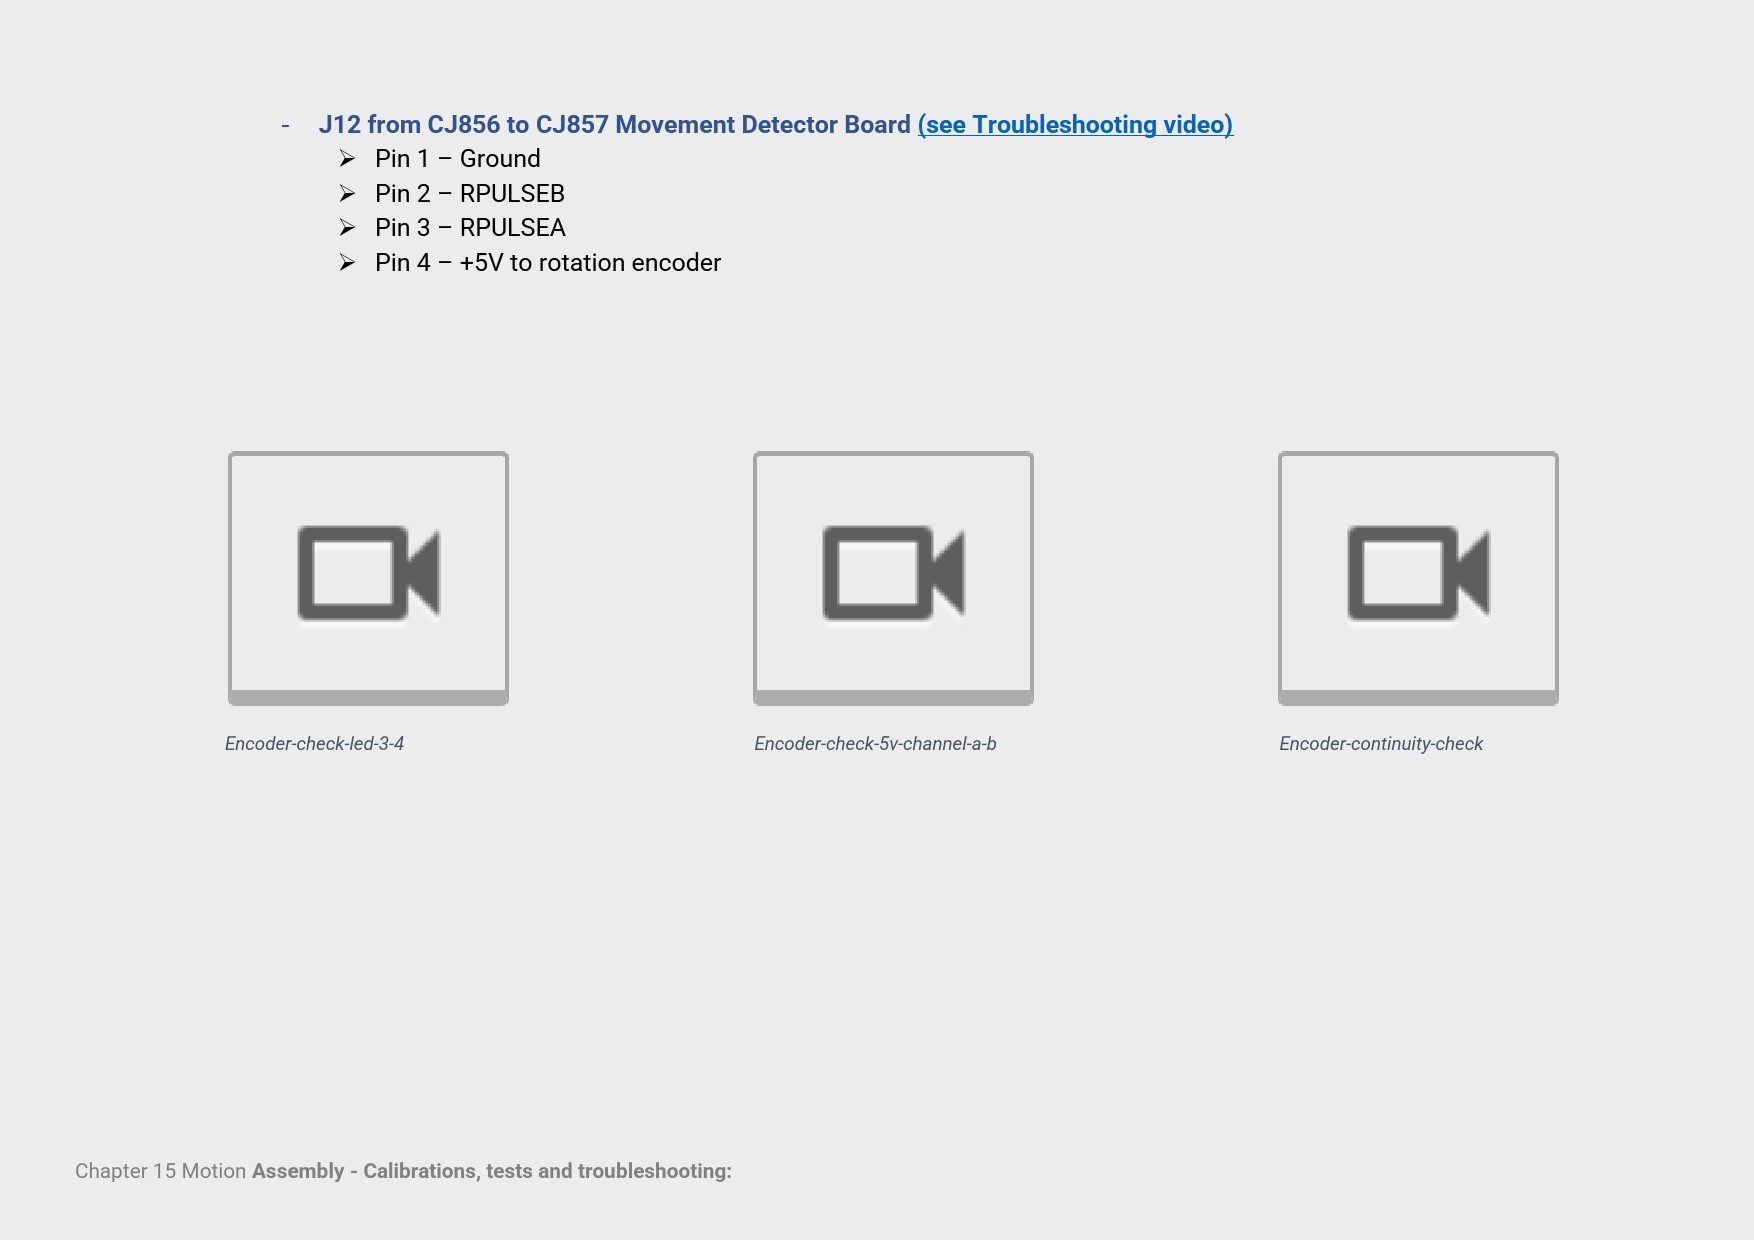 - J12 from CJ856 to CJ857 Movement Detector Board (see Troubleshooting video)
➢ Pin 1 – Ground
➢ Pin 2 – RPULSEB
➢ Pin 3 – RPULSEA
➢ Pin 4 – +5V to rotation encoder
Encoder-check-led-3-4
Encoder-check-5v-channel-a-b
Encoder-continuity-check
Chapter 15 Motion Assembly - Calibrations, tests and troubleshooting: